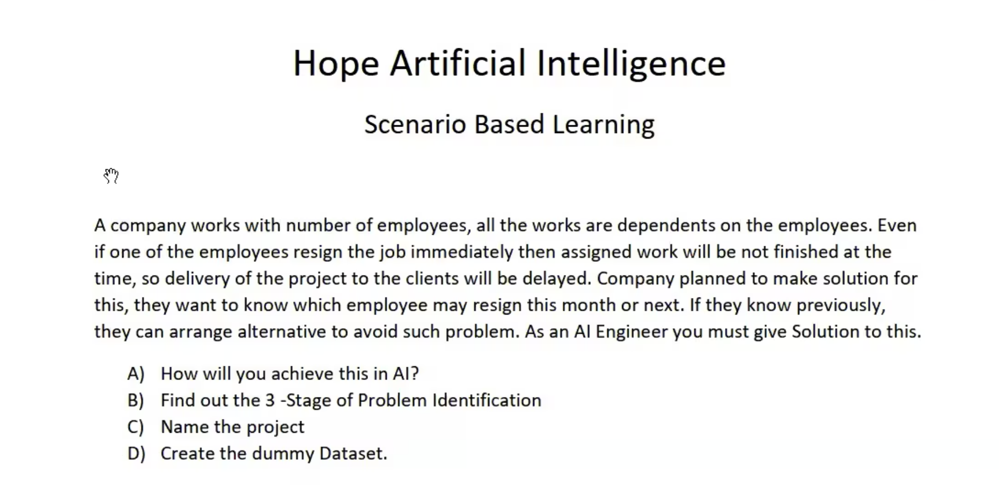 Hope Artificial Intelligence
Scenario Based Learning
A company works with number of employees, all the works are dependents on the employees. Even
if one of the employees resign the job immediately then assigned work will be not finished at the
time, so delivery of the project to the clients will be delayed. Company planned to make solution for
this, they want to know which employee may resign this month or next. If they know previously,
they can arrange alternative to avoid such problem. As an AI Engineer you must give Solution to this.
A) How will you achieve this in AI?
B) Find out the 3 -Stage of Problem Identification
C) Name the project
D) Create the dummy Dataset.